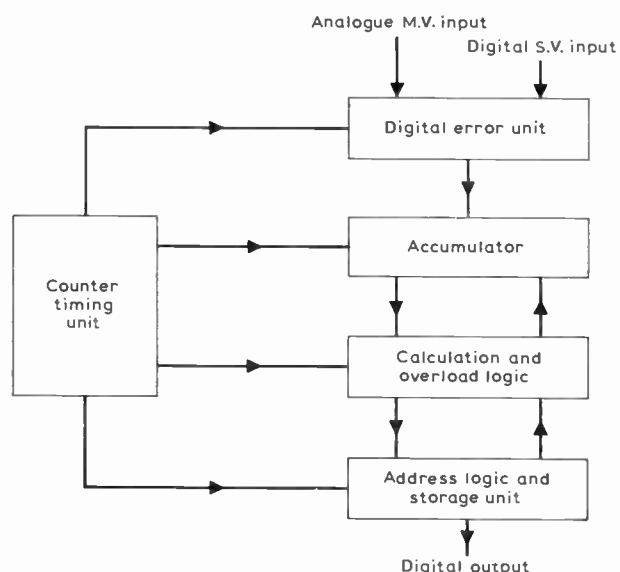 Analogue M.V. input
Digital S.V. input
Digital error unit
Accumulator
Counter
timing
unit
Calculation and
overload logic
Address logic and
storage unit
Digital output